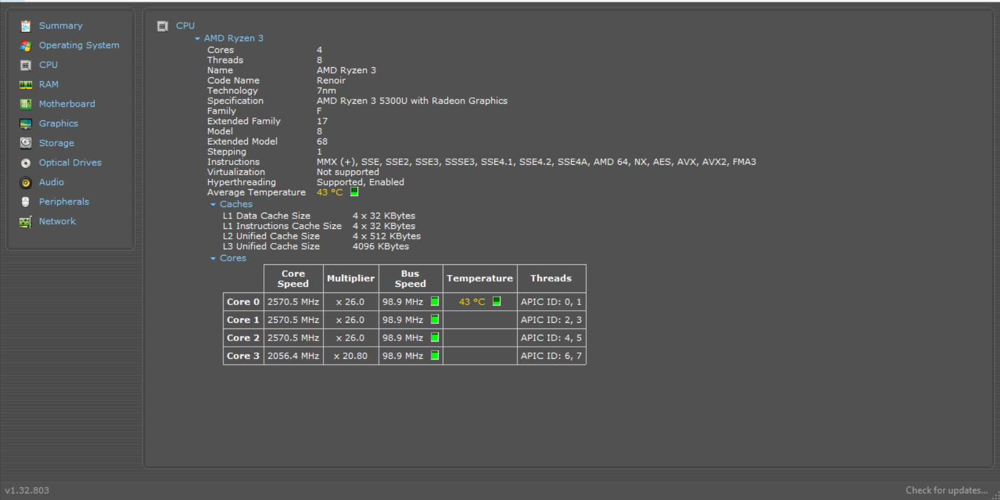 Summary
Operating System
CPU
RAM
Motherboard
Graphics
Storage
Optical Drives
Audio
Peripherals
Network
CPU
AMD Ryzen 3
Cores 4
Threads 8
Name AMD Ryzen 3
Code Name Renoir
Technology 7nm
Specification AMD Ryzen 3 5300U with Radeon Graphics
Family F
Extended Family 17
Model 8
Extended Model 68
Stepping 1
Instructions MMX (+), SSE, SSE2, SSE3, SSSE3, SSE4.1, SSE4.2, SSE4A, AMD 64, NX, AES, AVX, AVX2, FMA3
Virtualization Not supported
Hyperthreading Supported, Enabled
Average Temperature 43 °C
Caches
L1 Data Cache Size 4 x 32 KBytes
L1 Instructions Cache Size 4 x 32 KBytes
L2 Unified Cache Size 4 x 512 KBytes
L3 Unified Cache Size 4096 KBytes
Cores
Core Speed Multiplier Bus Speed Temperature Threads
Core 0 2570.5 MHz x 26.0 98.9 MHz 43 °C APIC ID: 0, 1
Core 1 2570.5 MHz x 26.0 98.9 MHz APIC ID: 2, 3
Core 2 2570.5 MHz x 26.0 98.9 MHz APIC ID: 4, 5
Core 3 2056.4 MHz x 20.80 98.9 MHz APIC ID: 6, 7
v1.32.803
Check for updates...